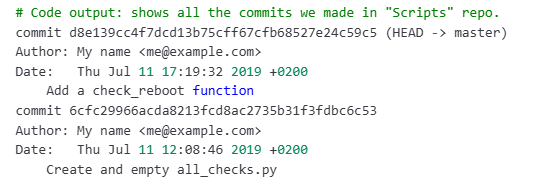 # Code output: shows all the commits we made in "Scripts" repo.
commit d8e139cc4f7dcd13b75cff67cfb68527e24c59c5 (HEAD -> master)
Author: My name <me@example.com>
Date:   Thu Jul 11 17:19:32 2019 +0200
    Add a check_reboot function
commit 6cfc29966acda8213fcd8ac2735b31f3fdbc6c53
Author: My name <me@example.com>
Date:   Thu Jul 11 12:08:46 2019 +0200
    Create and empty all_checks.py